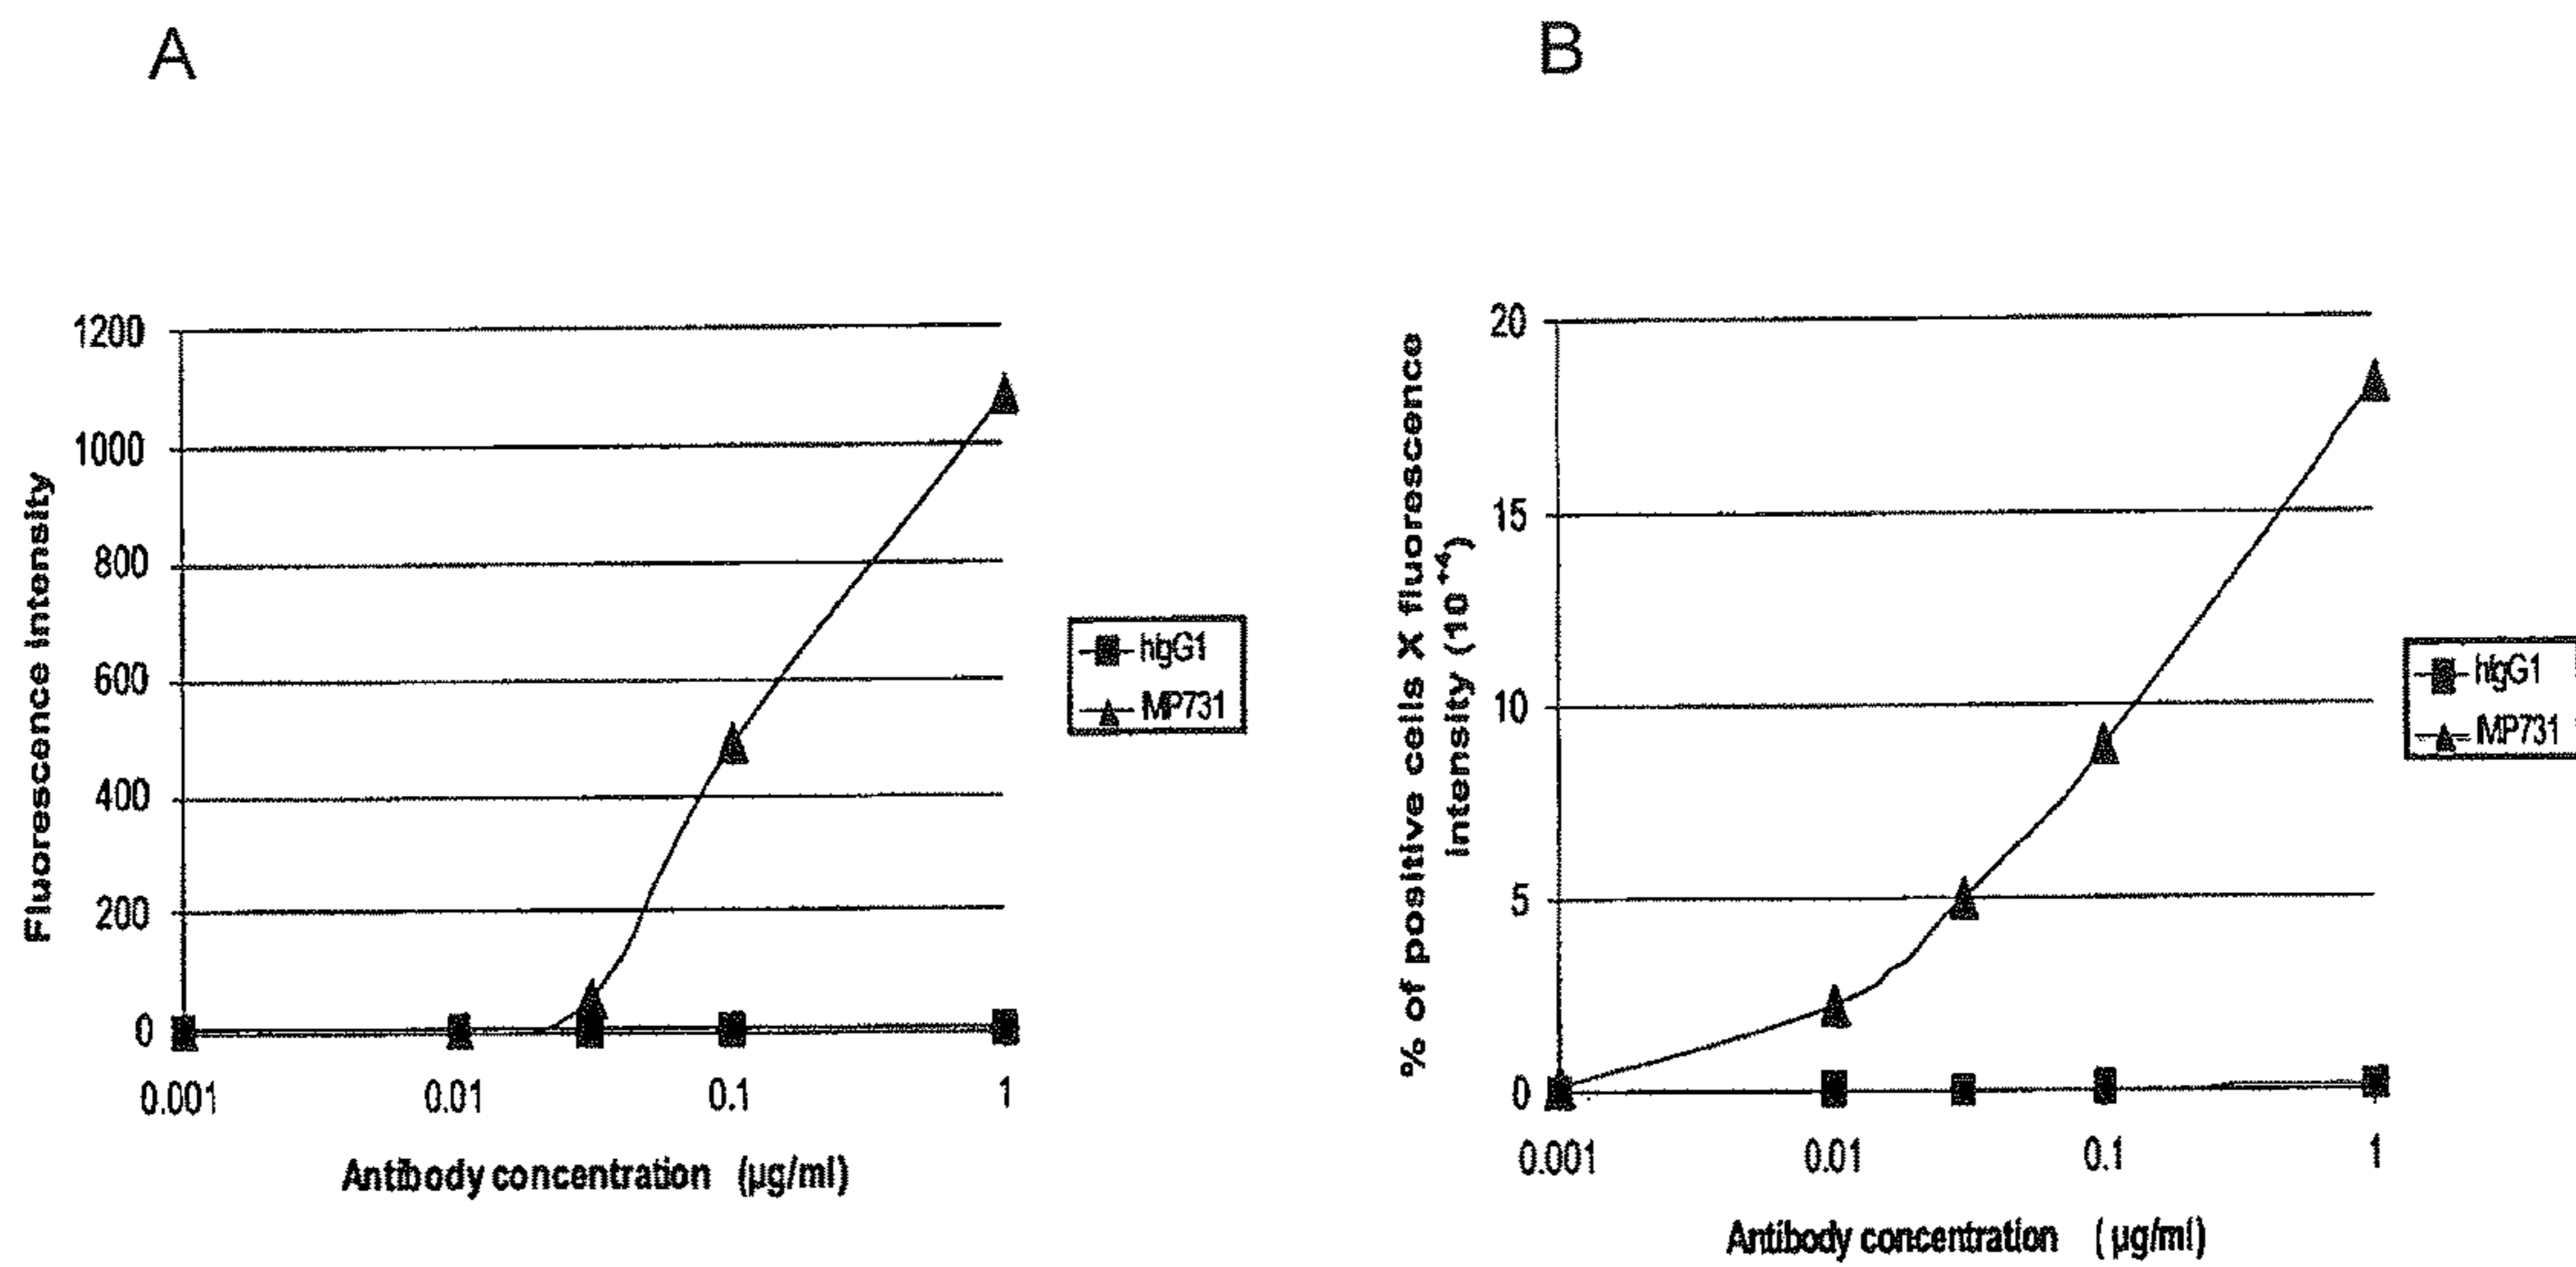 A
1200
1000
800
600
400
200
0
Fluorescence intensity
0.001 0.01 0.1 1
Antibody concentration (µg/ml)
hIgG1
IMP731
B
20
15
10
5
0
% of positive cells X fluorescence
intensity (10⁺⁴)
0.001 0.01 0.1 1
Antibody concentration (µg/ml)
hIgG1
IMP731